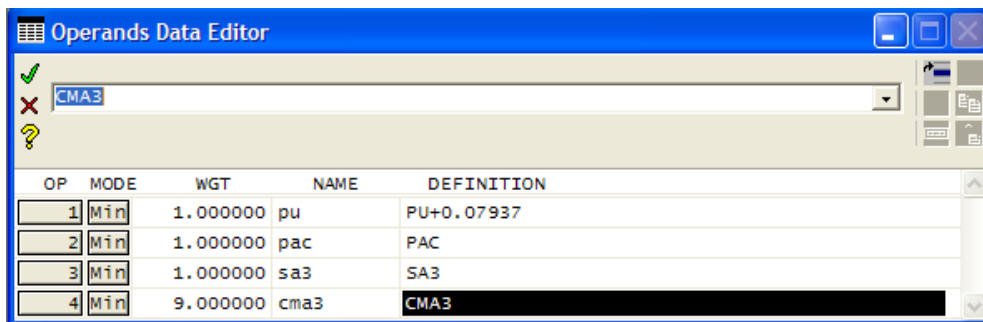 Operands Data Editor
CMA3
OP MODE WGT NAME DEFINITION
1 Min 1.000000 pu PU+0.07937
2 Min 1.000000 pac PAC
3 Min 1.000000 sa3 SA3
4 Min 9.000000 cma3 CMA3